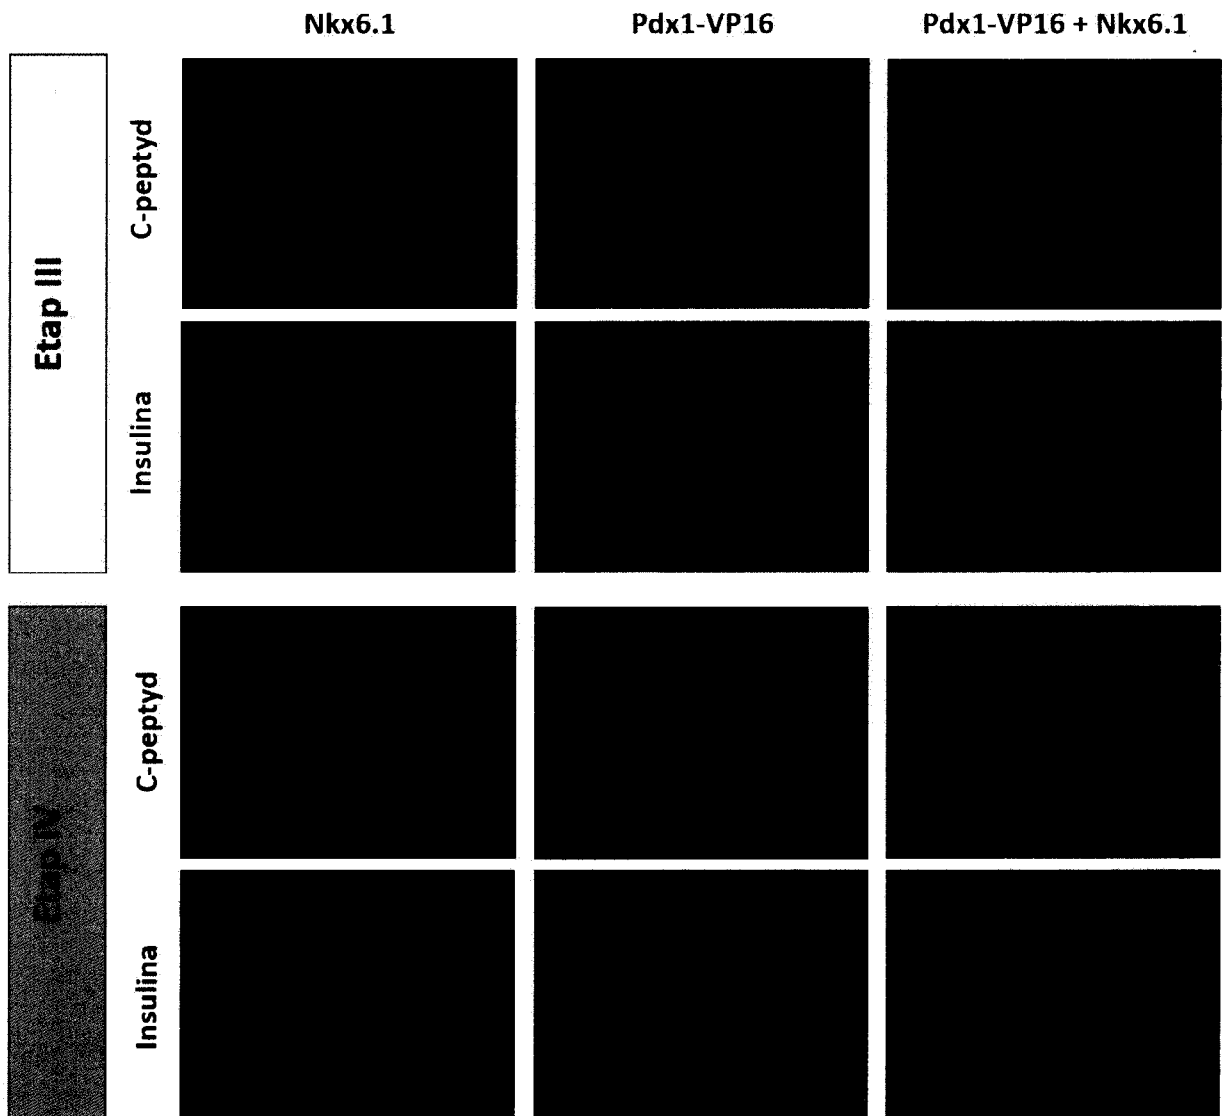 Nkx6.1
Pdx1-VP16
Pdx1-VP16 + Nkx6.1
Etap III
C-peptyd
Insulina
Etap IV
C-peptyd
Insulina